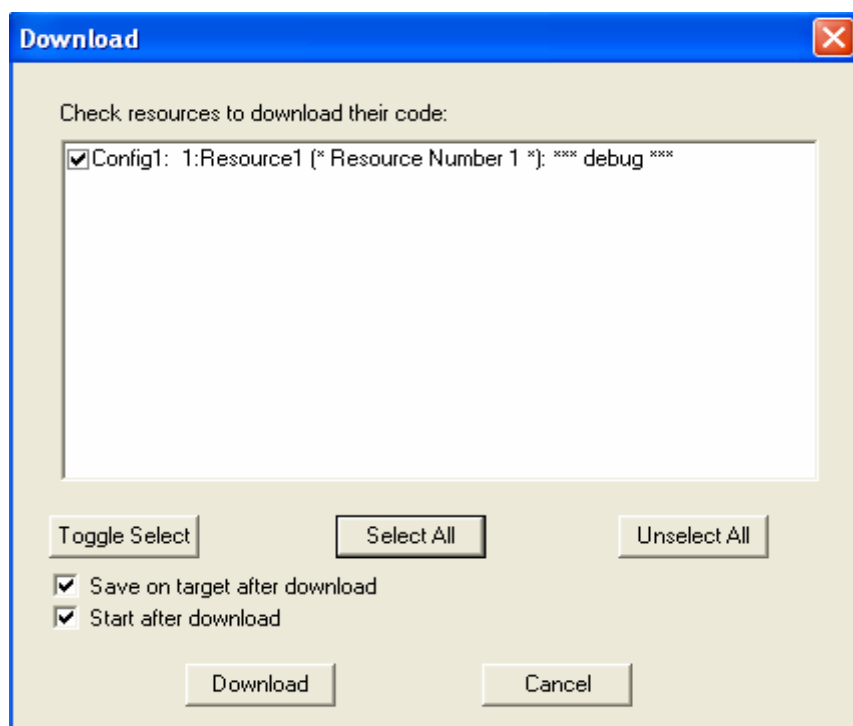 Download
Check resources to download their code:
Config1: 1:Resource1 (* Resource Number 1 *): *** debug ***
Toggle Select Select All Unselect All
Save on target after download
Start after download
Download Cancel